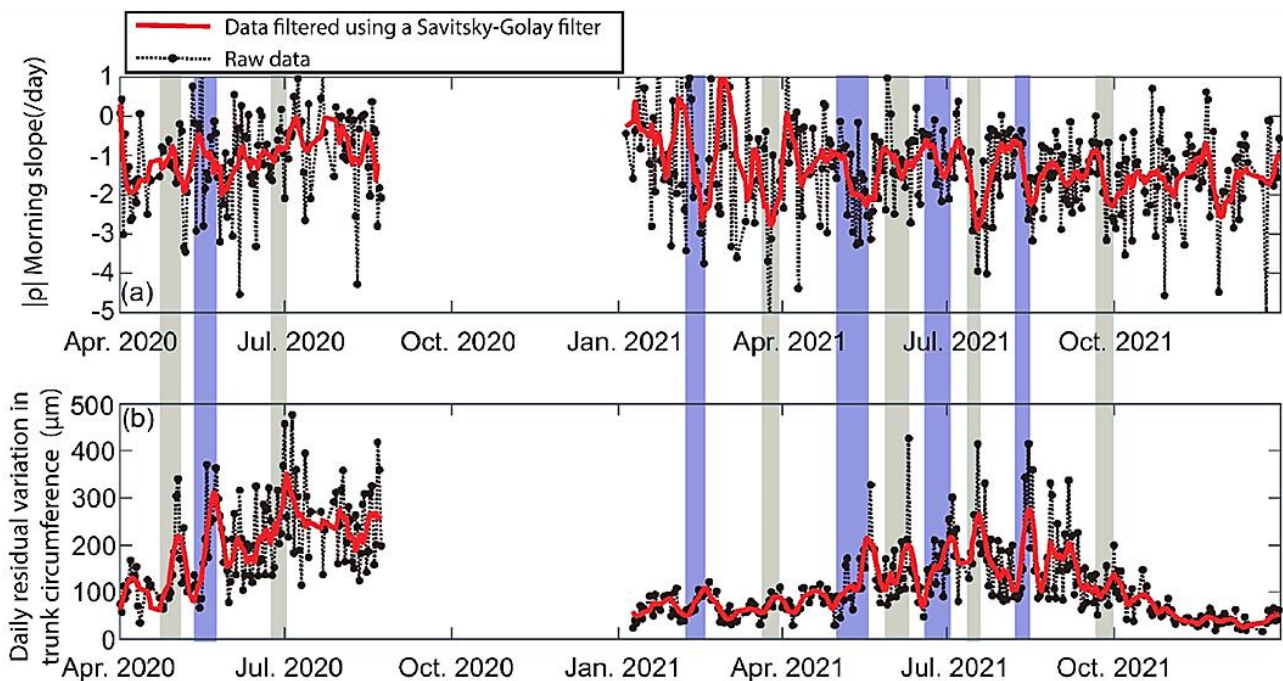 Data filtered using a Savitsky-Golay filter
Raw data
|ρ| Morning slope(/day)
1
0
-1
-2
-3
-4
-5
(a)
Apr. 2020 Jul. 2020 Oct. 2020 Jan. 2021 Apr. 2021 Jul. 2021 Oct. 2021
Daily residual variation in
trunk circumference (μm)
500
400
300
200
100
0
(b)
Apr. 2020 Jul. 2020 Oct. 2020 Jan. 2021 Apr. 2021 Jul. 2021 Oct. 2021